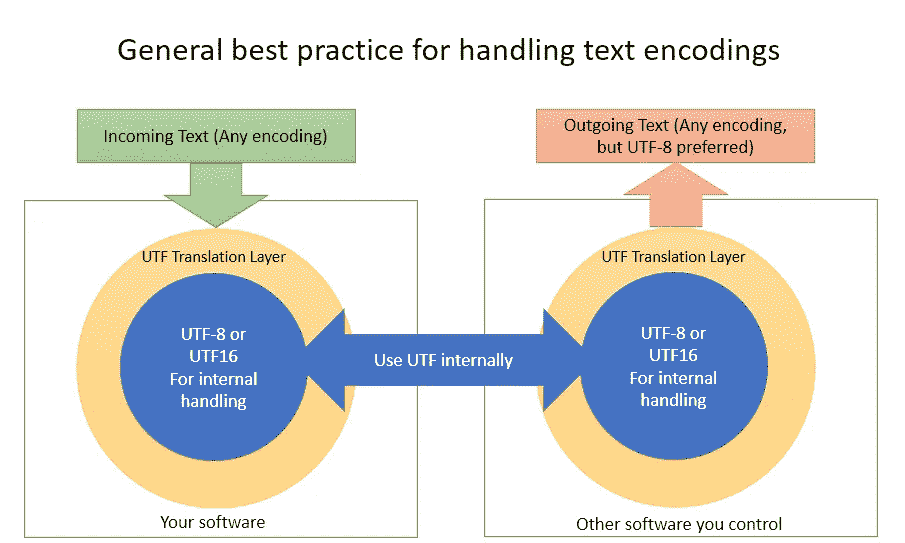 General best practice for handling text encodings
Incoming Text (Any encoding)
Outgoing Text (Any encoding,
but UTF-8 preferred)
UTF Translation Layer
UTF Translation Layer
UTF-8 or
UTF16
For internal
handling
Use UTF internally
UTF-8 or
UTF16
For internal
handling
Your software
Other software you control